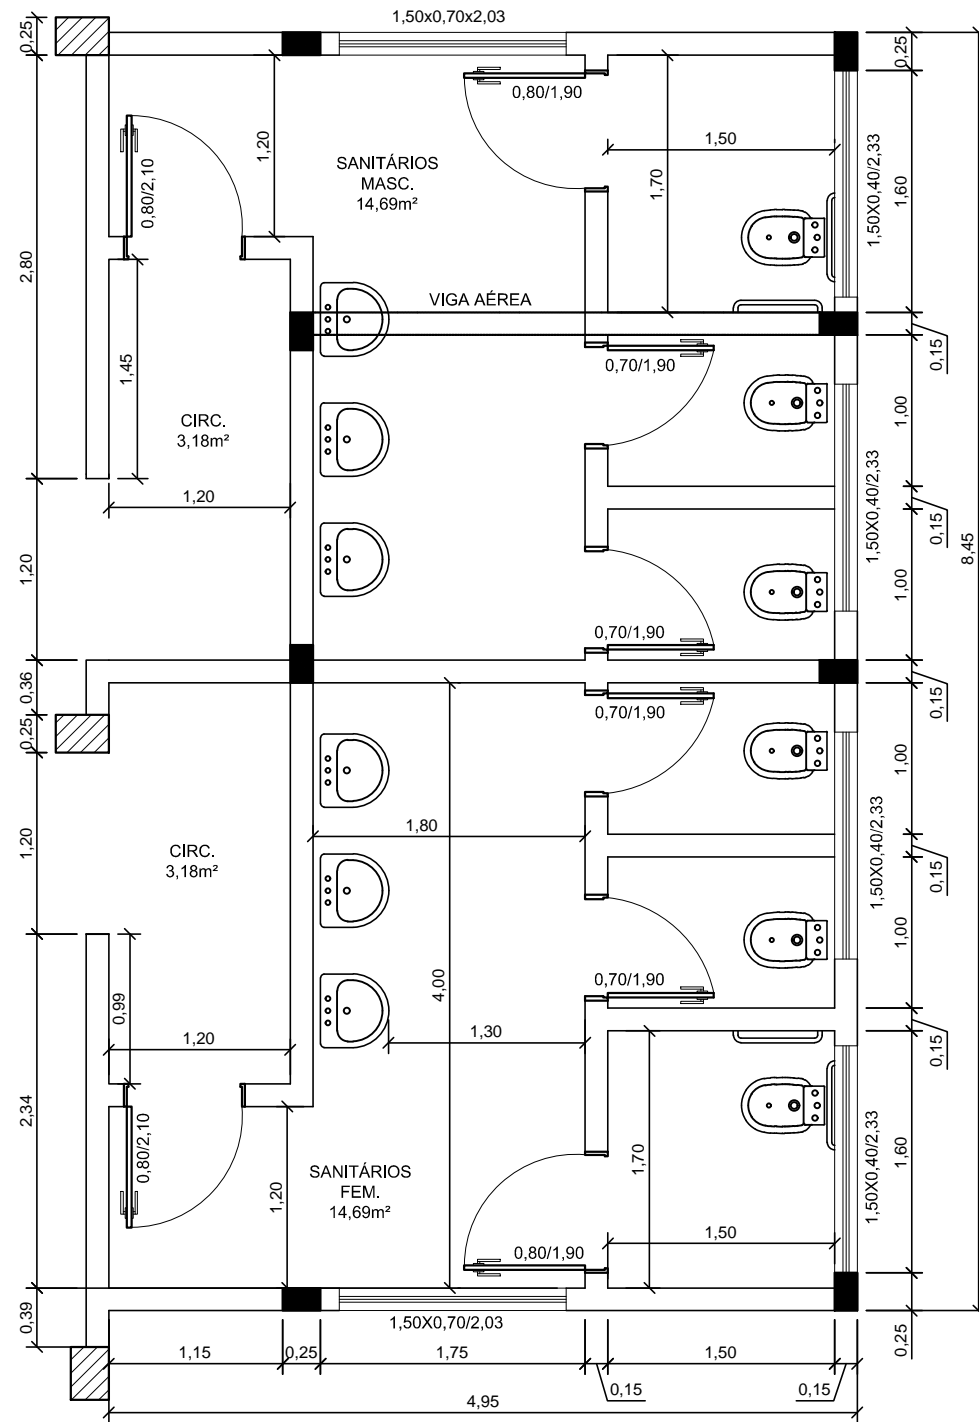 1,50x0,70x2,03
0,25
0,25
0,80/1,90
1,50
1,20
SANITÁRIOS
MASC.
14,69m²
1,70
1,50X0,40/2,33
1,60
0,80/2,10
2,80
VIGA AÉREA
0,15
1,45
0,70/1,90
CIRC.
3,18m²
1,00
1,20
1,50X0,40/2,33
0,15
8,45
1,20
1,00
0,70/1,90
0,36
0,70/1,90
0,15
0,25
1,00
1,80
1,20
CIRC.
3,18m²
1,50X0,40/2,33
0,15
0,70/1,90
1,00
4,00
0,99
1,20
1,30
0,15
2,34
0,80/2,10
1,70
1,50X0,40/2,33
1,60
SANITÁRIOS
FEM.
14,69m²
1,20
1,50
0,80/1,90
0,39
1,50X0,70/2,03
0,25
1,15
0,25
1,75
1,50
0,15
0,15
4,95